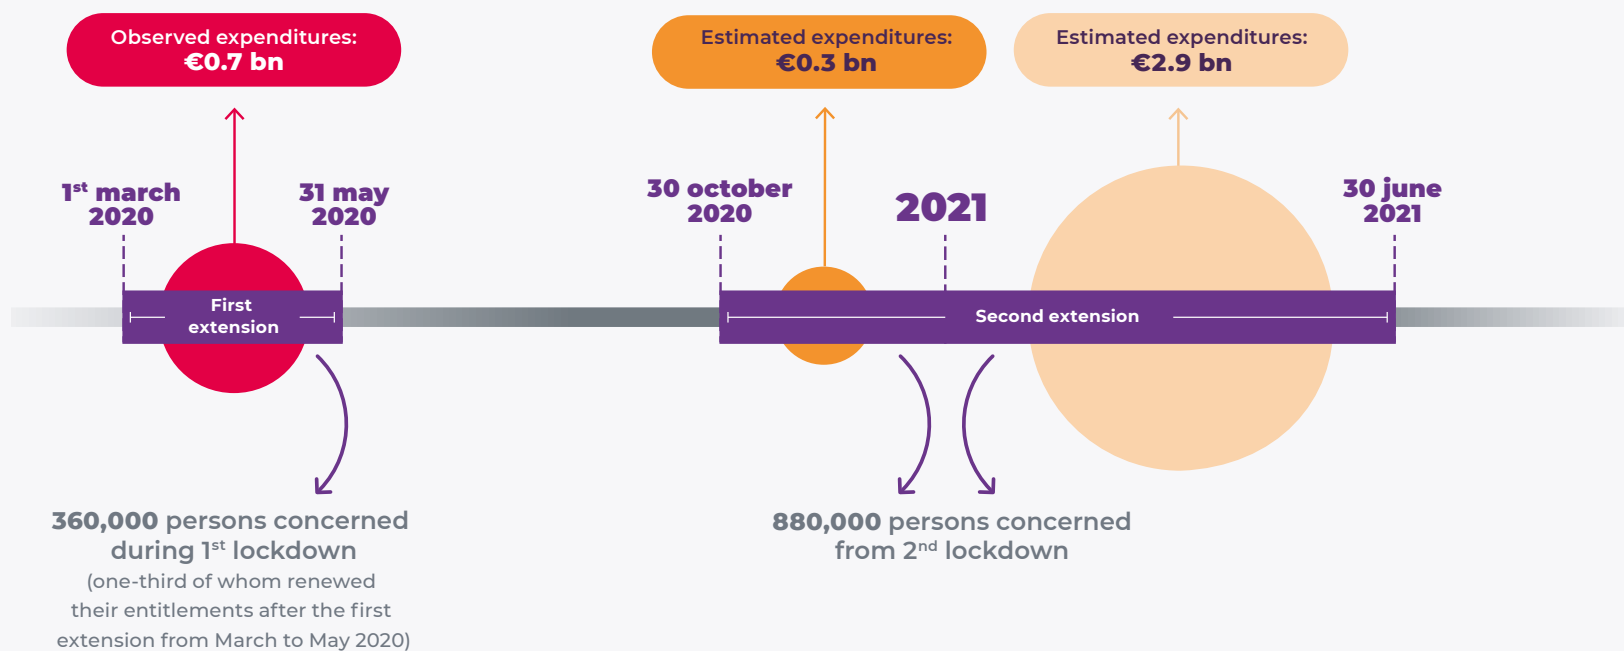 Observed expenditures:
€0.7 bn
Estimated expenditures:
€0.3 bn
Estimated expenditures:
€2.9 bn
1st march
2020
31 may
2020
30 october
2020
2021
30 june
2021
First
extension
Second extension
360,000 persons concerned
during 1st lockdown
(one-third of whom renewed
their entitlements after the first
extension from March to May 2020)
880,000 persons concerned
from 2nd lockdown